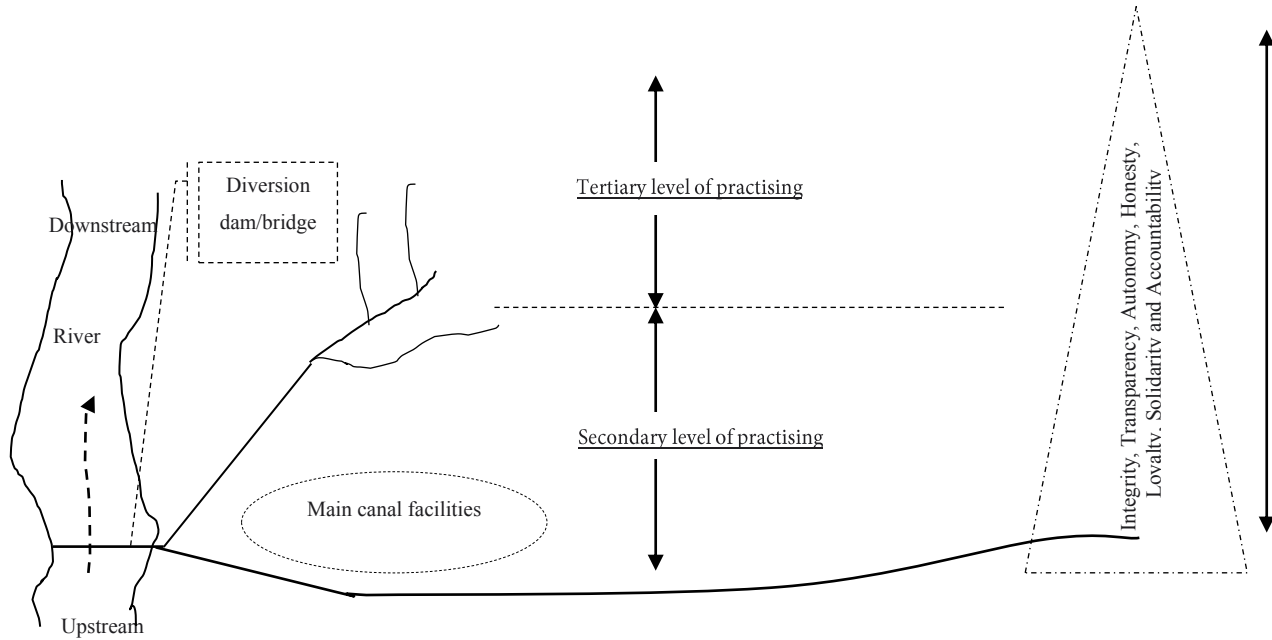 Diversion
dam/bridge
Downstream
River
Upstream
Main canal facilities
Tertiary level of practising
Secondary level of practising
Integrity, Transparency, Autonomy, Honesty,
Loyalty, Solidarity and Accountability